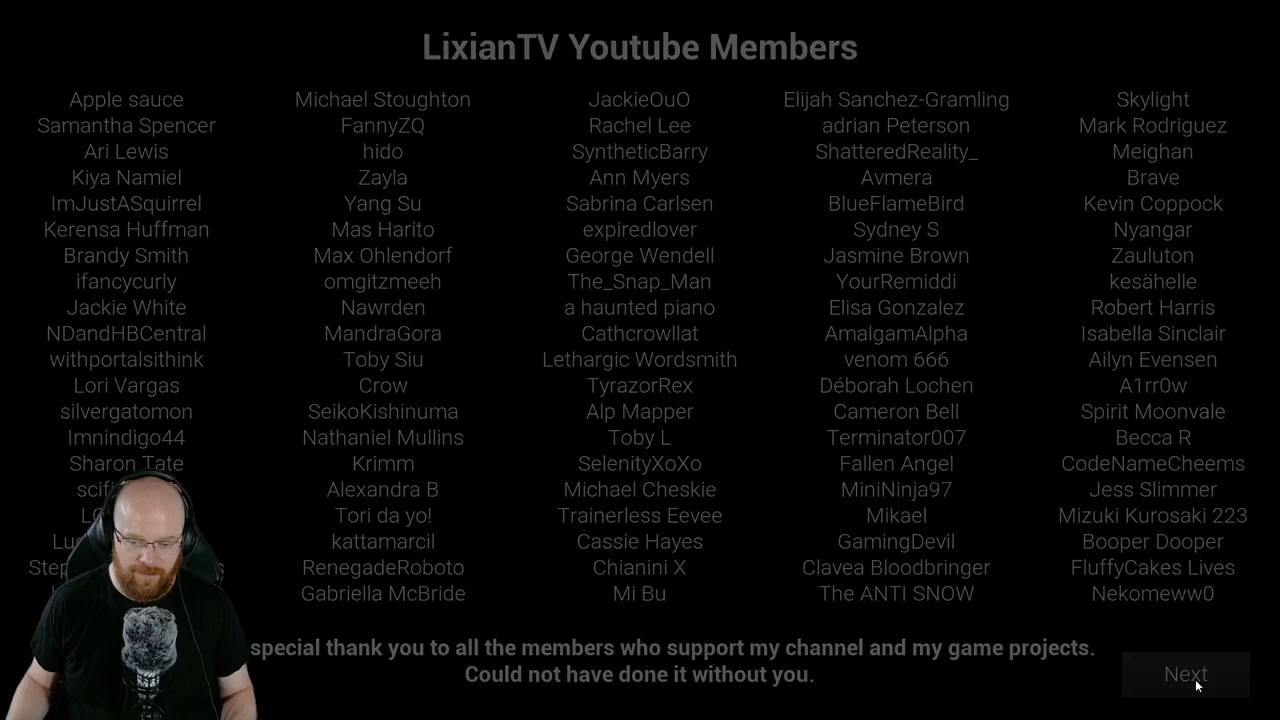 LixianTV Youtube Members
Apple sauce Michael Stoughton JackieOuO Elijah Sanchez-Gramling Skylight
Samantha Spencer FannyZQ Rachel Lee adrian Peterson Mark Rodriguez
Ari Lewis hido SyntheticBarry ShatteredReality_ Meighan
Kiya Namiel Zayla Ann Myers Avmera Brave
ImJustASquirrel Yang Su Sabrina Carlsen BlueFlameBird Kevin Coppock
Kerensa Huffman Mas Harito expiredlover Sydney S Nyangar
Brandy Smith Max Ohlendorf George Wendell Jasmine Brown Zauluton
ifancycurly omgitzmeeh The_Snap_Man YourRemiddi kesähelle
Jackie White Nawrden a haunted piano Elisa Gonzalez Robert Harris
NDandHBCentral MandraGora Cathcrowllat AmalgamAlpha Isabella Sinclair
withportalsithink Toby Siu Lethargic Wordsmith venom 666 Ailyn Evensen
Lori Vargas Crow TyrazorRex Déborah Lochen A1rr0w
silvergatomon SeikoKishinuma Alp Mapper Cameron Bell Spirit Moonvale
Imnindigo44 Nathaniel Mullins Toby L Terminator007 Becca R
Sharon Tate Krimm SelenityXoXo Fallen Angel CodeNameCheems
Alexandra B Michael Cheskie MiniNinja97 Jess Slimmer
Tori da yo! Trainerless Eevee Mikael Mizuki Kurosaki 223
kattamarcil Cassie Hayes GamingDevil Booper Dooper
RenegadeRoboto Chianini X Clavea Bloodbringer FluffyCakes Lives
Gabriella McBride Mi Bu The ANTI SNOW Nekomeww0
special thank you to all the members who support my channel and my game projects.
Could not have done it without you.
Next